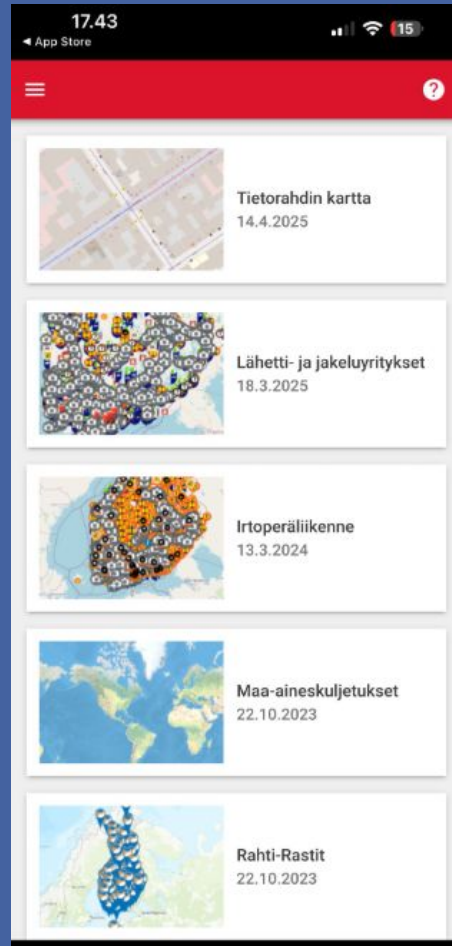 17.43
◄ App Store
15
Tietorahdin kartta
14.4.2025
Lähetti- ja jakeluyritykset
18.3.2025
Irtoperäliikenne
13.3.2024
Maa-aineskuljetukset
22.10.2023
Rahti-Rastit
22.10.2023